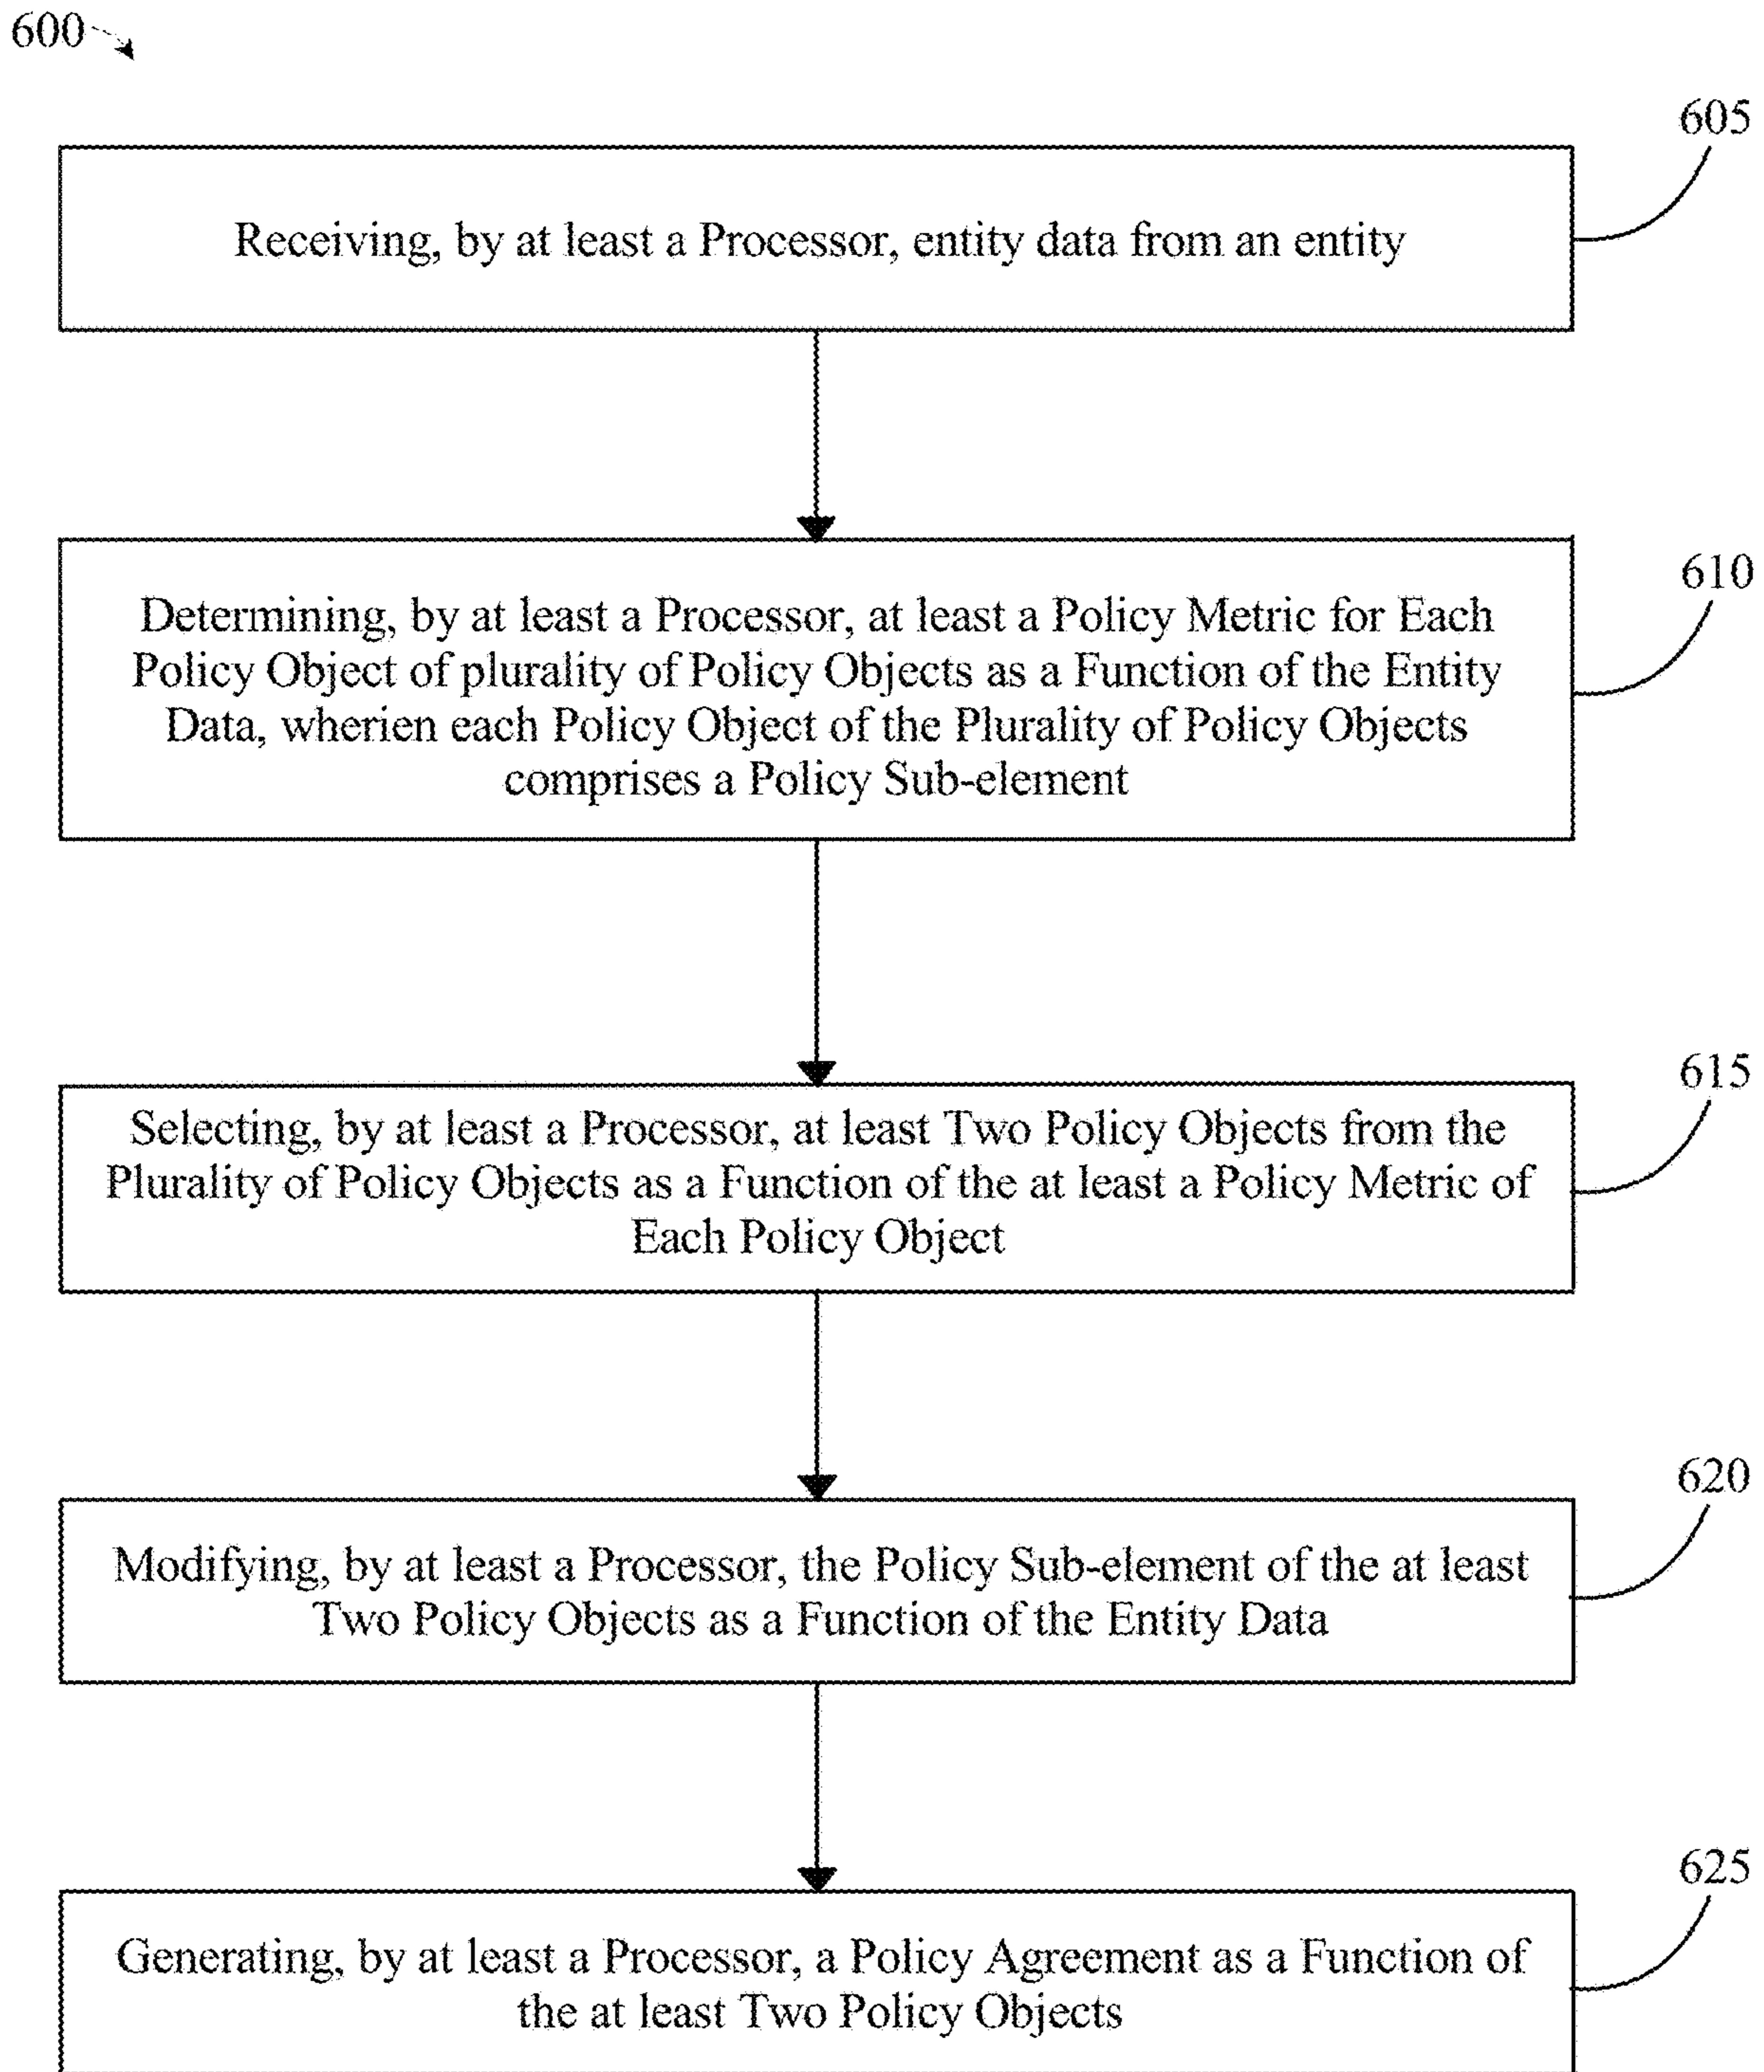 600
605
Receiving, by at least a Processor, entity data from an entity
610
Determining, by at least a Processor, at least a Policy Metric for Each
Policy Object of plurality of Policy Objects as a Function of the Entity
Data, wherien each Policy Object of the Plurality of Policy Objects
comprises a Policy Sub-element
615
Selecting, by at least a Processor, at least Two Policy Objects from the
Plurality of Policy Objects as a Function of the at least a Policy Metric of
Each Policy Object
620
Modifying, by at least a Processor, the Policy Sub-element of the at least
Two Policy Objects as a Function of the Entity Data
625
Generating, by at least a Processor, a Policy Agreement as a Function of
the at least Two Policy Objects